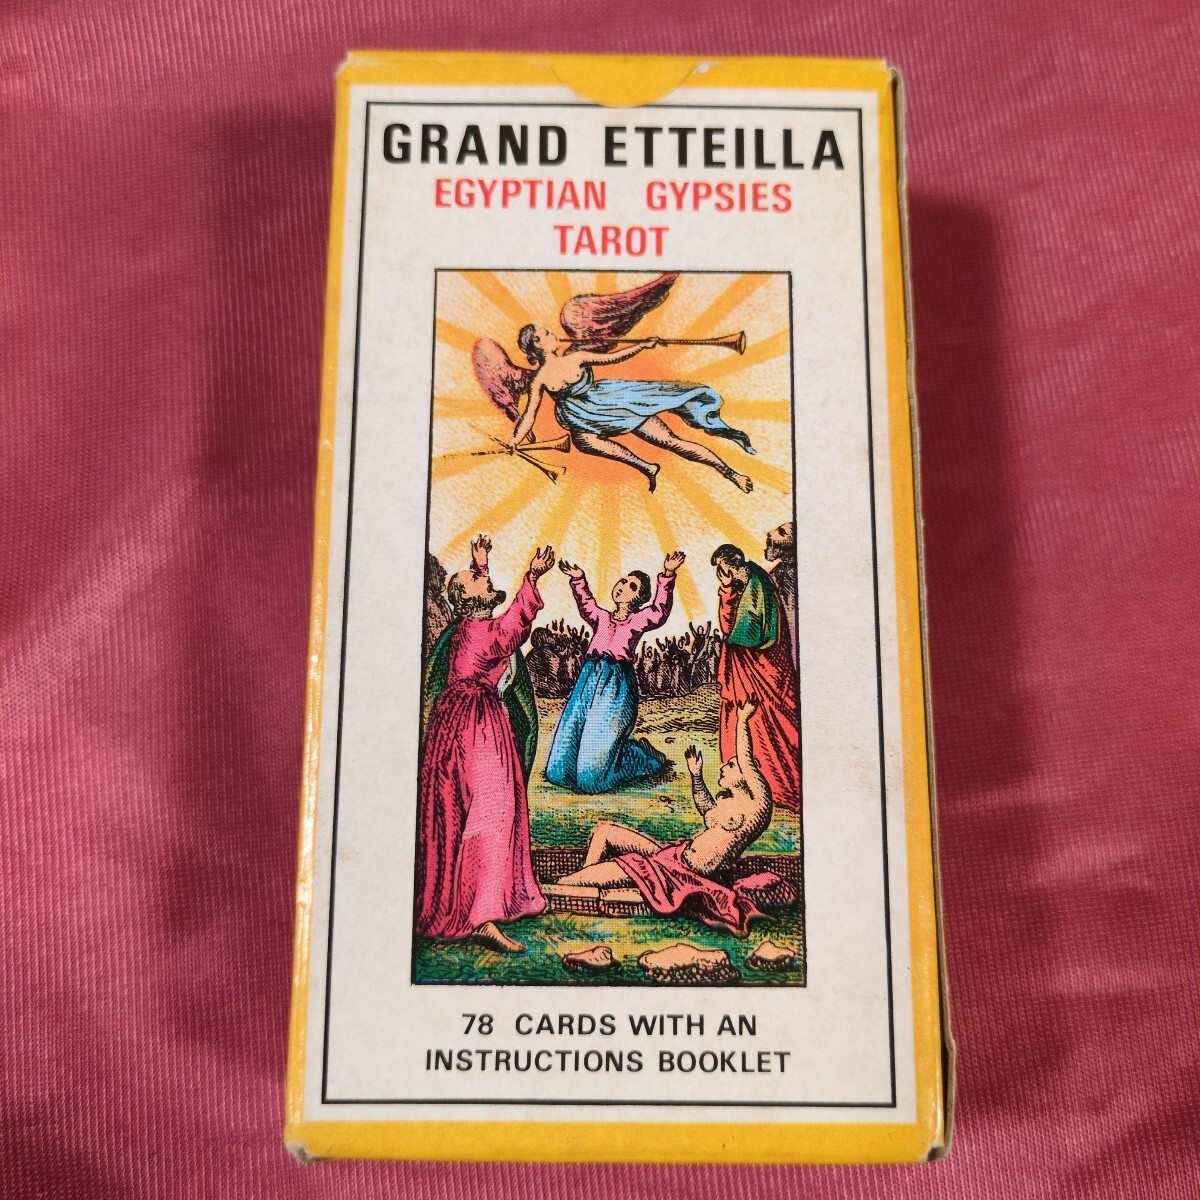 GRAND ETTEILLA
EGYPTIAN GYPSIES
TAROT
78 CARDS WITH AN
INSTRUCTIONS BOOKLET